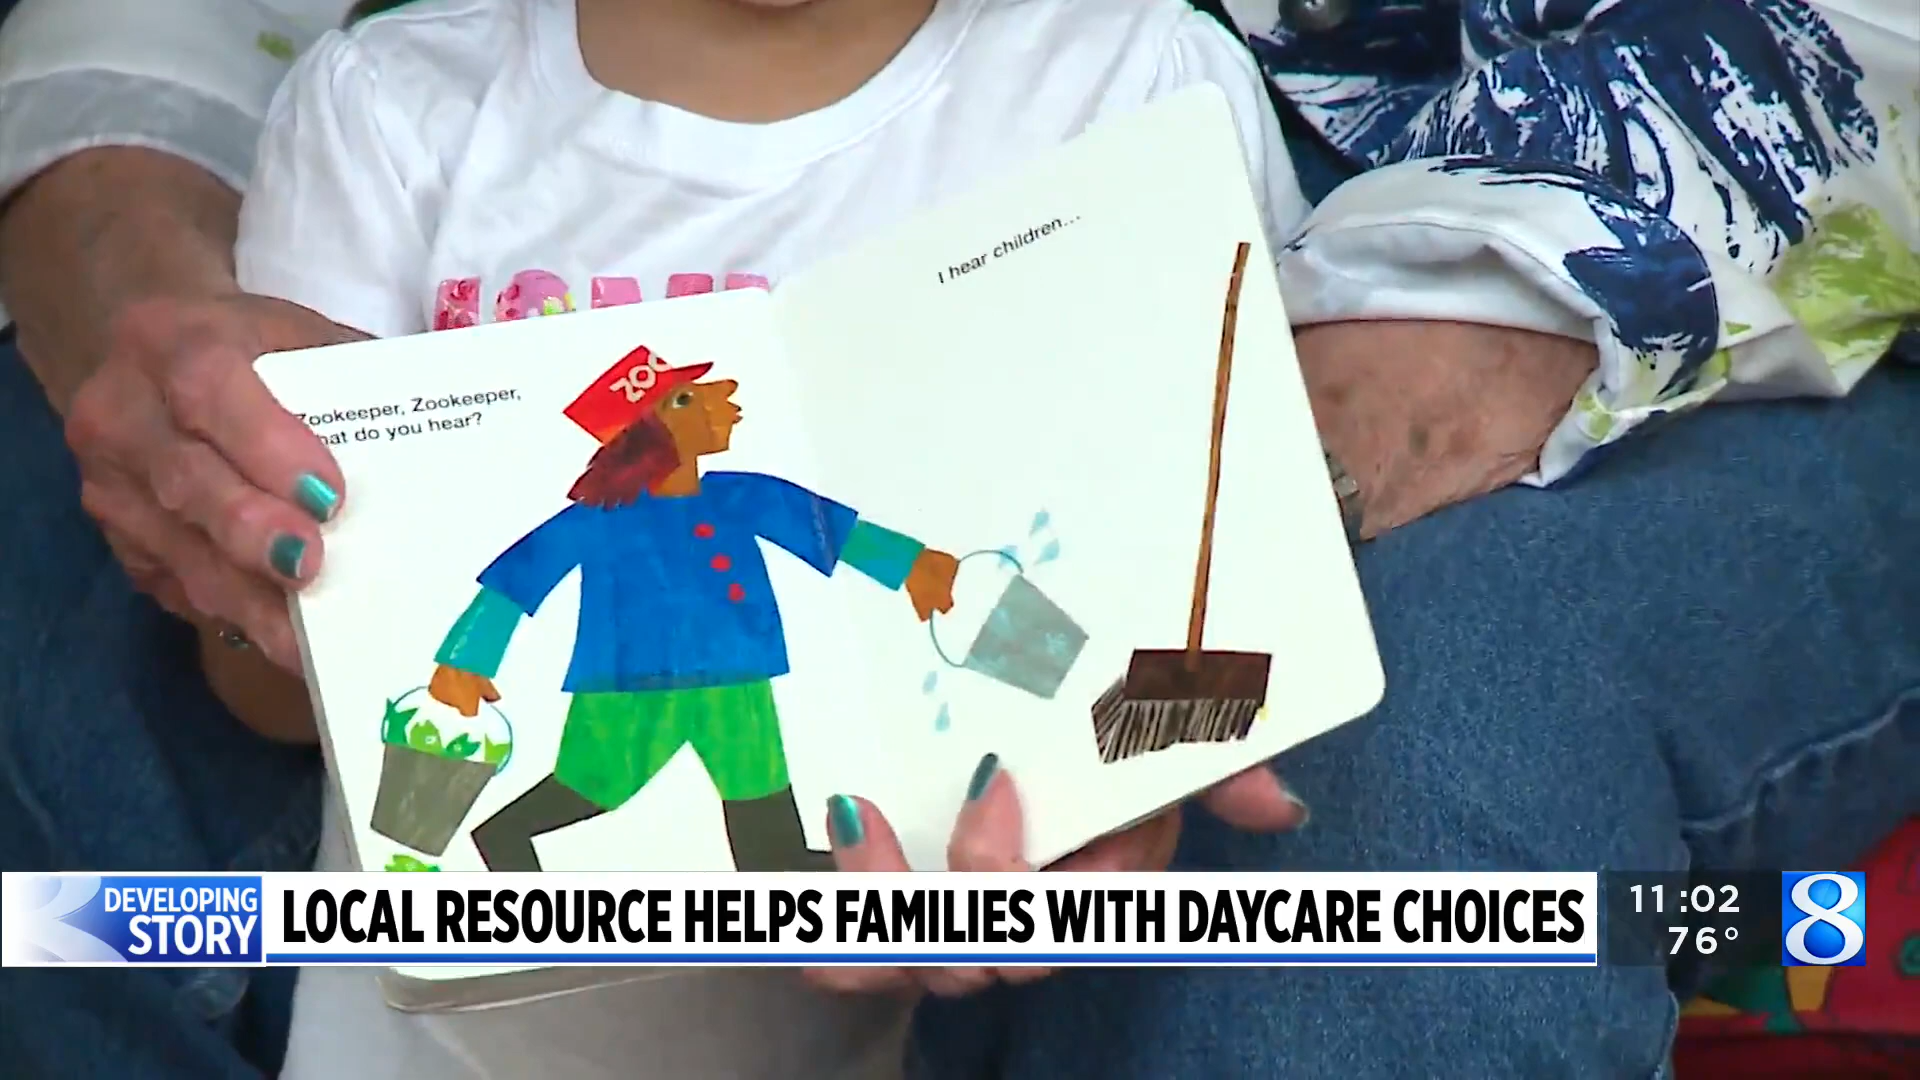 I hear children...
ZOO
Zookeeper, Zookeeper,
do you hear?
DEVELOPING
STORY
LOCAL RESOURCE HELPS FAMILIES WITH DAYCARE CHOICES
11:02
76°
8